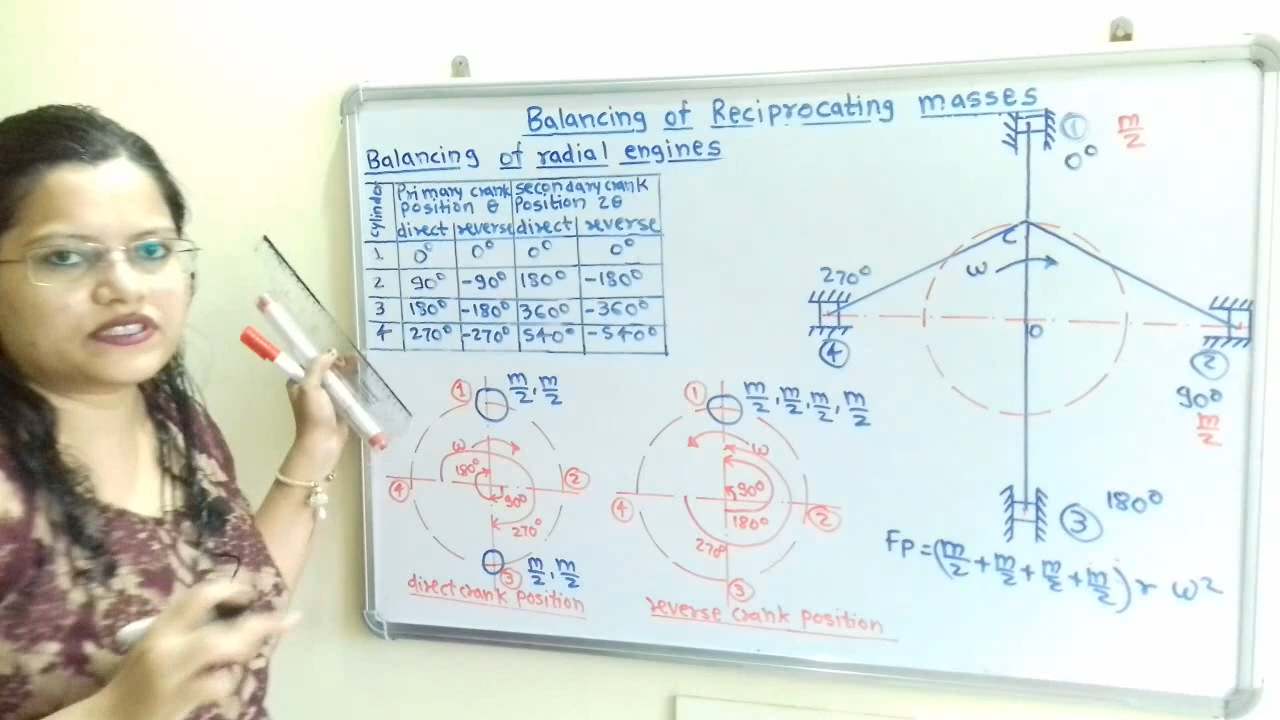 Balancing of Reciprocating masses
Balancing of radial engines
cylinder
Primary crank position θ
secondary crank Position 2θ
direct reverse direct reverse
1 0° 0° 0° 0°
2 90° -90° 180° -180°
3 180° -180° 360° -360°
4 270° -270° 540° -540°
① m/2
0°
C
ω
270°
O
④
②
90°
m/2
③ 180°
Fp = (m/2 + m/2 + m/2 + m/2) r ω²
① m/2, m/2
ω
180°
④ ②
90°
270°
③ m/2, m/2
direct crank position
① m/2, m/2, m/2, m/2
ω
90°
④ ②
180°
270°
③
reverse crank position